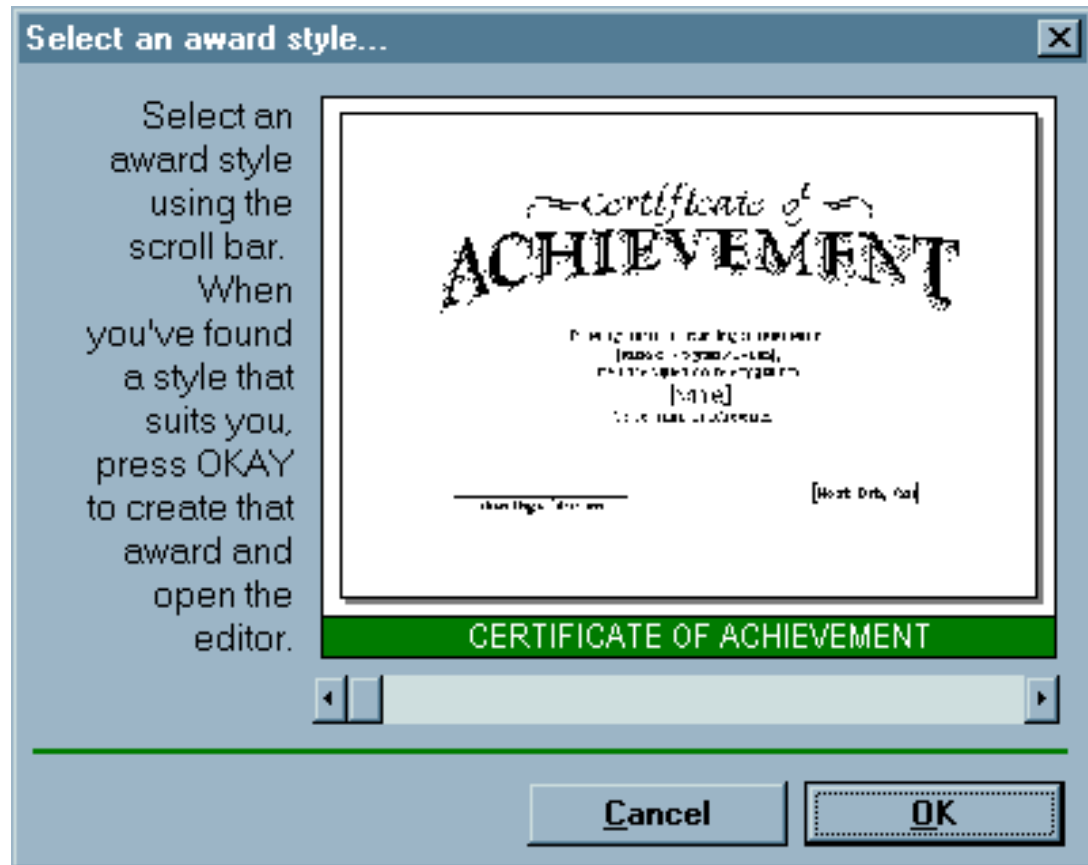 Select an award style...
Select an
award style
using the
scroll bar.
When
you've found
a style that
suits you,
press OKAY
to create that
award and
open the
editor.
Certificate of
ACHIEVEMENT
CERTIFICATE OF ACHIEVEMENT
Cancel
OK